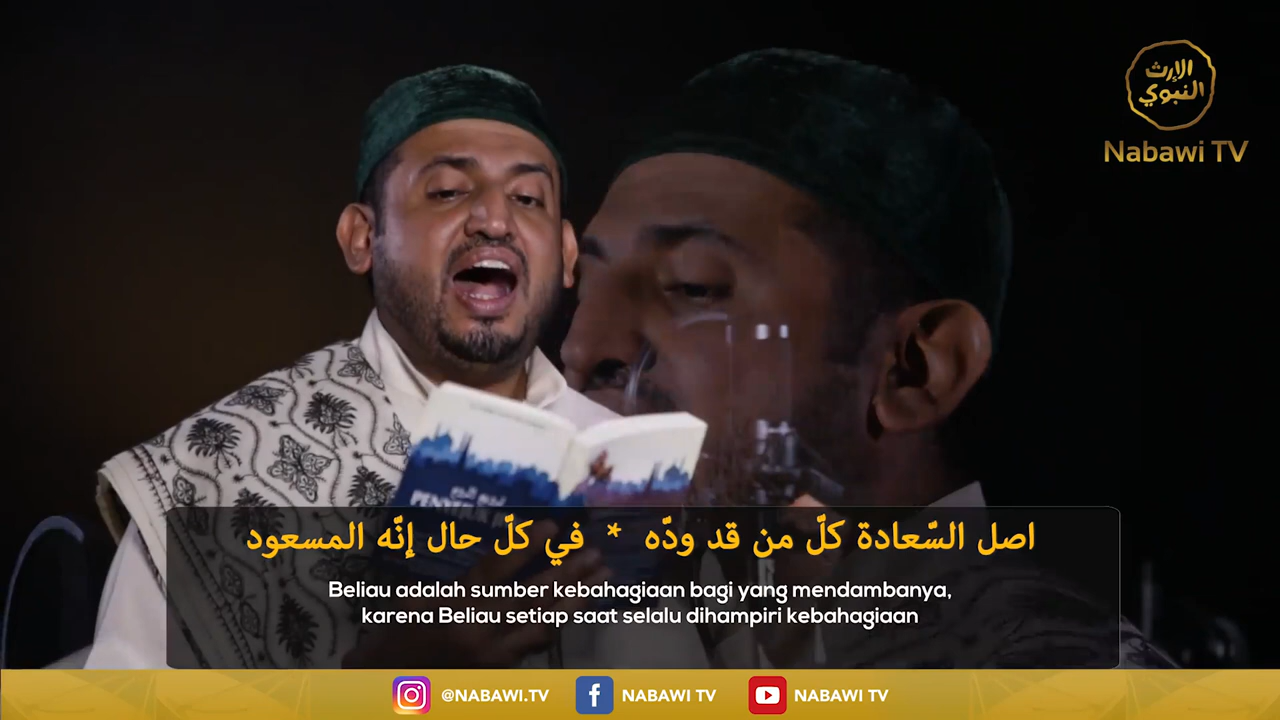 الإرث
النبوي
Nabawi TV
اصل السّعادة كلّ من قد ودّه * في كلّ حال إنّه المسعود
Beliau adalah sumber kebahagiaan bagi yang mendambanya,
karena Beliau setiap saat selalu dihampiri kebahagiaan
@NABAWI.TV NABAWI TV NABAWI TV